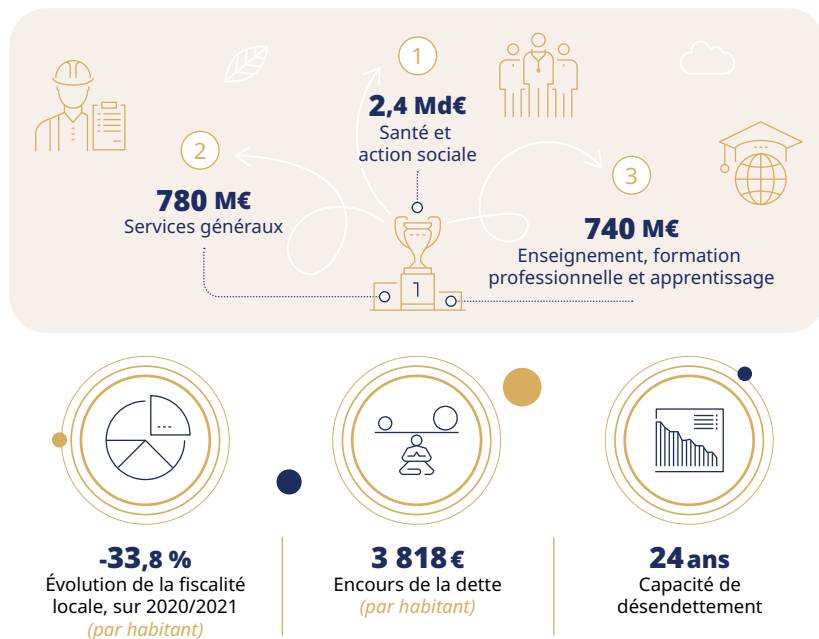 1
2,4 Md€
Santé et
action sociale
2
780 M€
Services généraux
3
740 M€
Enseignement, formation
professionnelle et apprentissage
1
-33,8 %
Évolution de la fiscalité
locale, sur 2020/2021
(par habitant)
3 818 €
Encours de la dette
(par habitant)
24 ans
Capacité de
désendettement